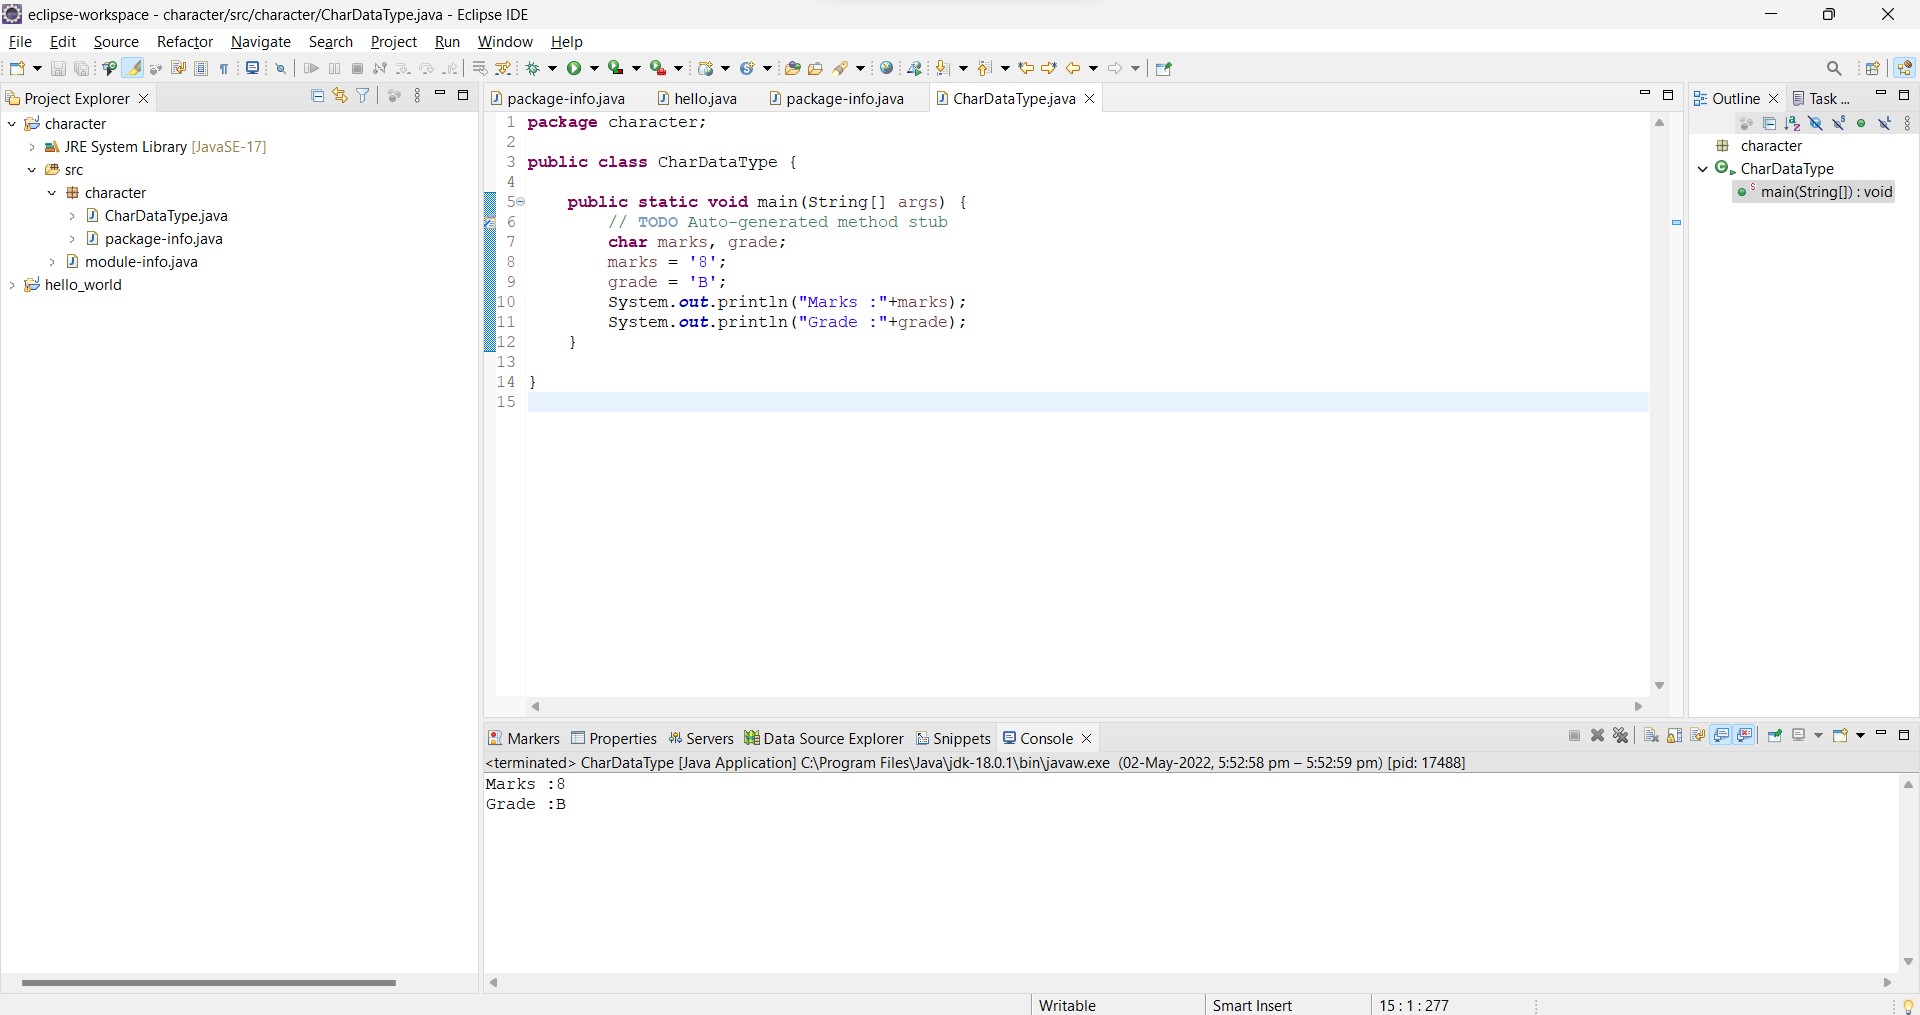 eclipse-workspace - character/src/character/CharDataType.java - Eclipse IDE
File Edit Source Refactor Navigate Search Project Run Window Help
Project Explorer
character
JRE System Library [JavaSE-17]
src
character
CharDataType.java
package-info.java
module-info.java
hello_world
package-info.java hello.java package-info.java CharDataType.java
1 package character;
2
3 public class CharDataType {
4
5 public static void main(String[] args) {
6 // TODO Auto-generated method stub
7 char marks, grade;
8 marks = '8';
9 grade = 'B';
10 System.out.println("Marks :"+marks);
11 System.out.println("Grade :"+grade);
12 }
13
14 }
15
Outline Task ...
character
CharDataType
main(String[]) : void
Markers Properties Servers Data Source Explorer Snippets Console
<terminated> CharDataType [Java Application] C:\Program Files\Java\jdk-18.0.1\bin\javaw.exe (02-May-2022, 5:52:58 pm – 5:52:59 pm) [pid: 17488]
Marks :8
Grade :B
Writable Smart Insert 15 : 1 : 277